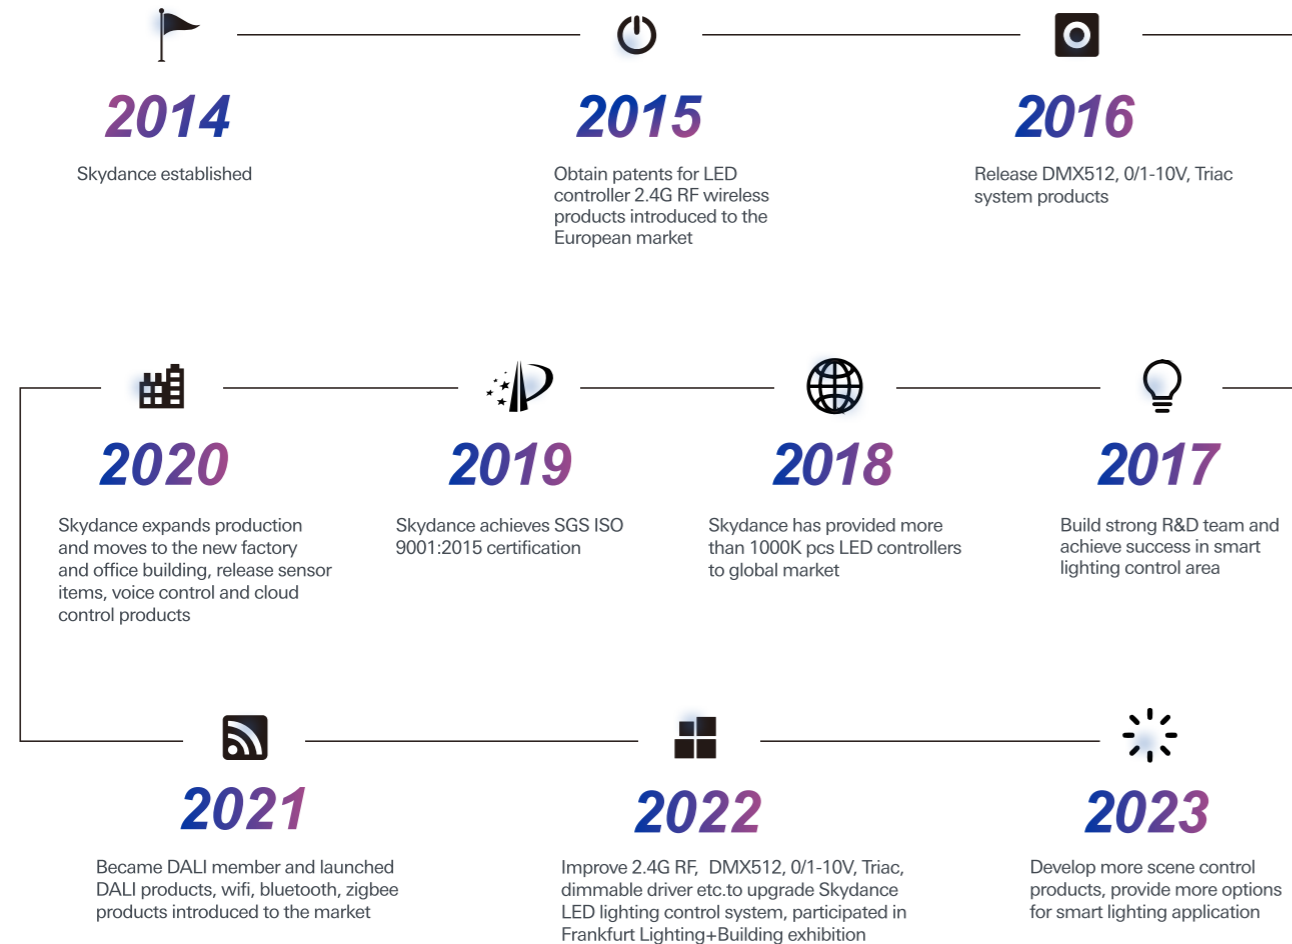 2014
Skydance established
2015
Obtain patents for LED
controller 2.4G RF wireless
products introduced to the
European market
2016
Release DMX512, 0/1-10V, Triac
system products
2020
Skydance expands production
and moves to the new factory
and office building, release sensor
items, voice control and cloud
control products
2019
Skydance achieves SGS ISO
9001:2015 certification
2018
Skydance has provided more
than 1000K pcs LED controllers
to global market
2017
Build strong R&D team and
achieve success in smart
lighting control area
2021
Became DALI member and launched
DALI products, wifi, bluetooth, zigbee
products introduced to the market
2022
Improve 2.4G RF,  DMX512, 0/1-10V, Triac,
dimmable driver etc.to upgrade Skydance
LED lighting control system, participated in
Frankfurt Lighting+Building exhibition
2023
Develop more scene control
products, provide more options
for smart lighting application